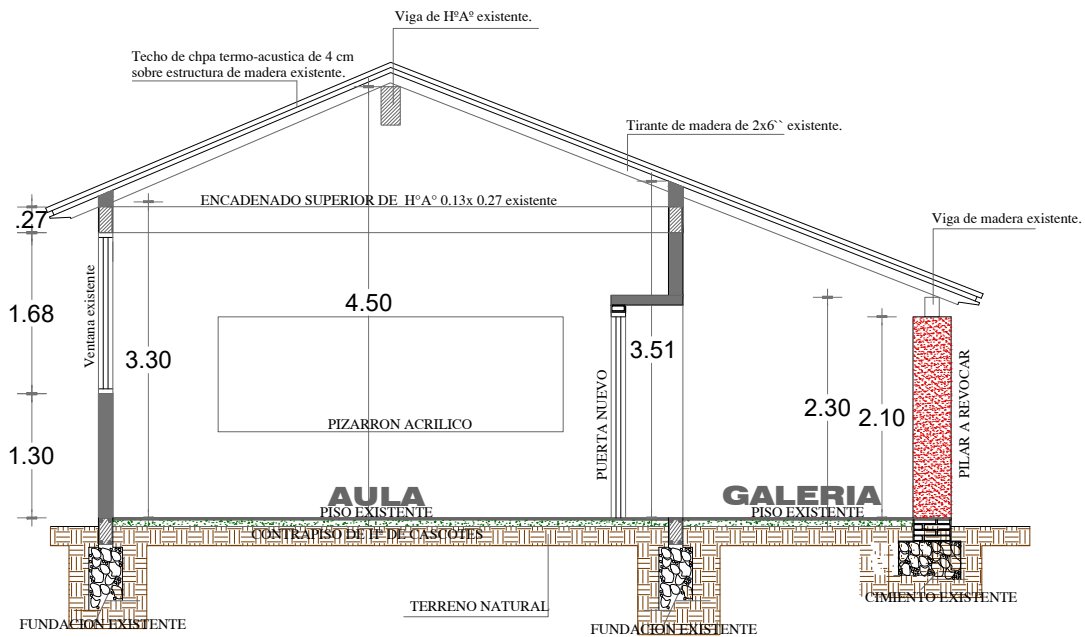 Viga de HºAº existente.
Techo de chpa termo-acustica de 4 cm
sobre estructura de madera existente.
Tirante de madera de 2x6`` existente.
ENCADENADO SUPERIOR DE H°A° 0.13x 0.27 existente
Viga de madera existente.
.27
1.68
1.30
Ventana existente
3.30
4.50
3.51
2.30
2.10
PIZARRON ACRILICO
PUERTA NUEVO
PILAR A REVOCAR
AULA
PISO EXISTENTE
GALERIA
PISO EXISTENTE
CONTRAPISO DE Hº DE CASCOTES
TERRENO NATURAL
CIMIENTO EXISTENTE
FUNDACION EXISTENTE
FUNDACION EXISTENTE